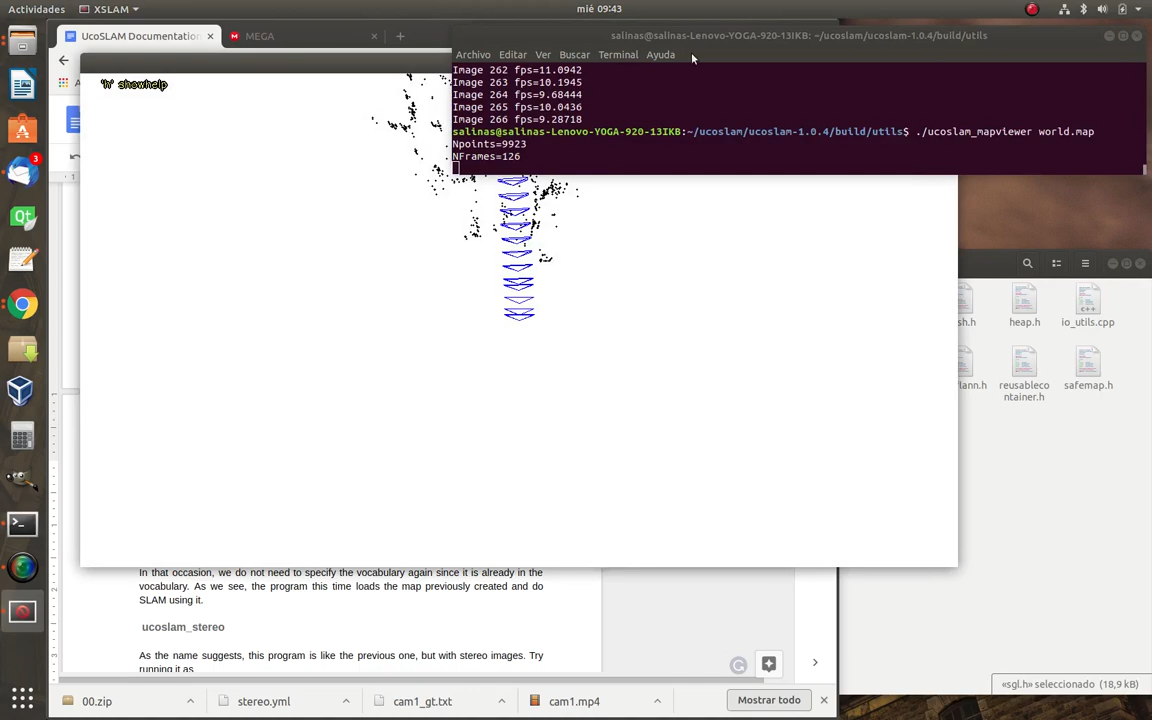 Actividades
XSLAM
mié 09:43
UcoSLAM Documentation
MEGA
salinas@salinas-Lenovo-YOGA-920-13IKB: ~/ucoslam/ucoslam-1.0.4/build/utils
Archivo Editar Ver Buscar Terminal Ayuda
'h' showhelp
Image 262 fps=11.0942
Image 263 fps=10.1945
Image 264 fps=9.68444
Image 265 fps=10.0436
Image 266 fps=9.28718
salinas@salinas-Lenovo-YOGA-920-13IKB:~/ucoslam/ucoslam-1.0.4/build/utils$ ./ucoslam_mapviewer world.map
Npoints=9923
NFrames=126
3
1
sh.h
heap.h
io_utils.cpp
c++
flann.h
reusablecontainer.h
safemap.h
In that occasion, we do not need to specify the vocabulary again since it is already in the
vocabulary. As we see, the program this time loads the map previously created and do
SLAM using it.
ucoslam_stereo
As the name suggests, this program is like the previous one, but with stereo images. Try
running it as
«sgl.h» seleccionado (18,9 kB)
00.zip
stereo.yml
cam1_gt.txt
cam1.mp4
Mostrar todo